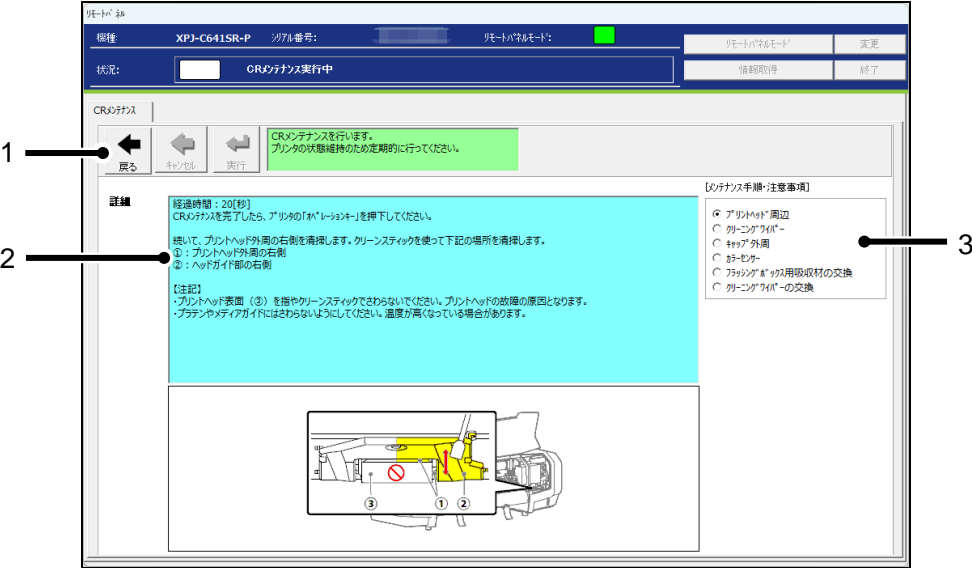 リモートパネル
機種: XPJ-C641SR-P シリアル番号: リモートパネルモード: リモートパネルモード 変更
状況: CRメンテナンス実行中 情報取得 終了
CRメンテナンス
1
戻る キャンセル 実行
CRメンテナンスを行います。
プリンタの状態維持のため定期的に行ってください。
[メンテナンス手順・注意事項]
詳細
経過時間:20[秒]
CRメンテナンスを完了したら、プリンタの「オペレーションキー」を押下してください。
続いて、プリントヘッド外周の右側を清掃します。クリーンスティックを使って下記の場所を清掃します。
①:プリントヘッド外周の右側
②:ヘッドガイド部の右側
【注記】
・プリントヘッド表面(③)を指やクリーンスティックでさわらないでください。プリントヘッドの故障の原因となります。
・プラテンやメディアガイドにはさわらないようにしてください。温度が高くなっている場合があります。
2
プリントヘッド周辺
クリーニングワイパー
キャップ外周
カラーセンサー
フラッシングボックス用吸収材の交換
クリーニングワイパーの交換
3
③ ① ②